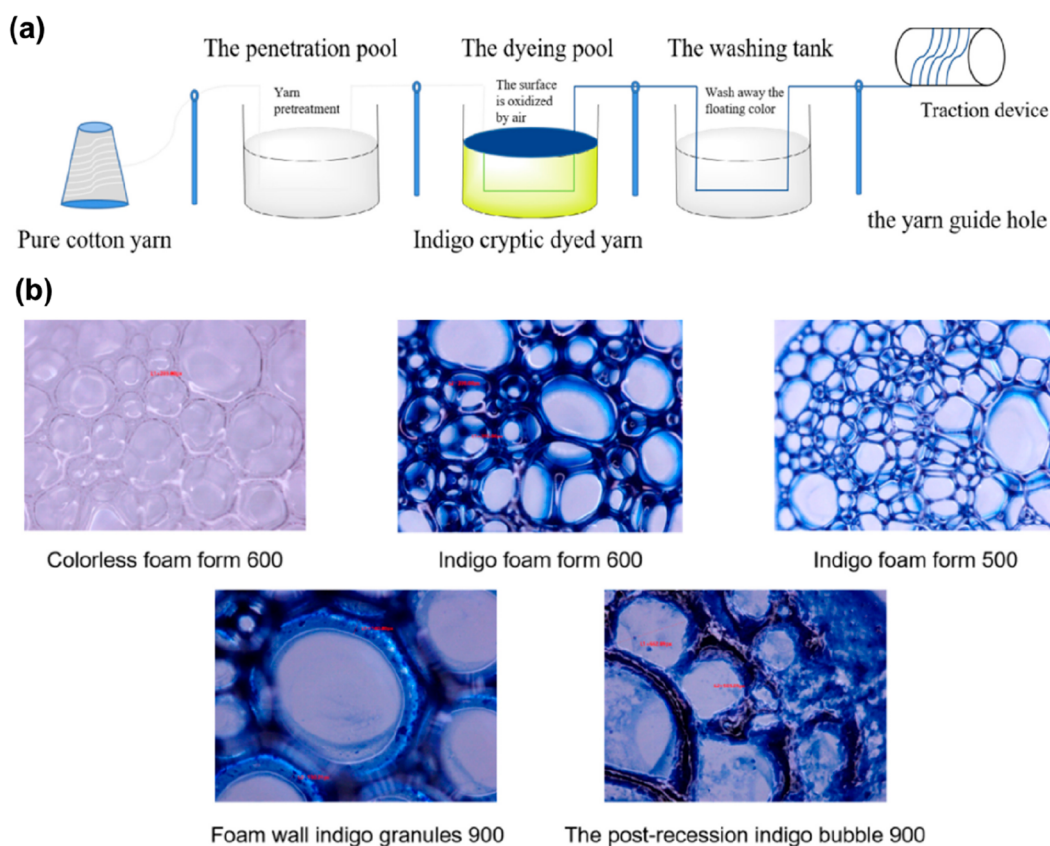 (a)
The penetration pool
The dyeing pool
The washing tank
Yarn
pretreatment
The surface
is oxidized
by air
Wash away the
floating color
Traction device
Pure cotton yarn
Indigo cryptic dyed yarn
the yarn guide hole
(b)
Colorless foam form 600
Indigo foam form 600
Indigo foam form 500
Foam wall indigo granules 900
The post-recession indigo bubble 900